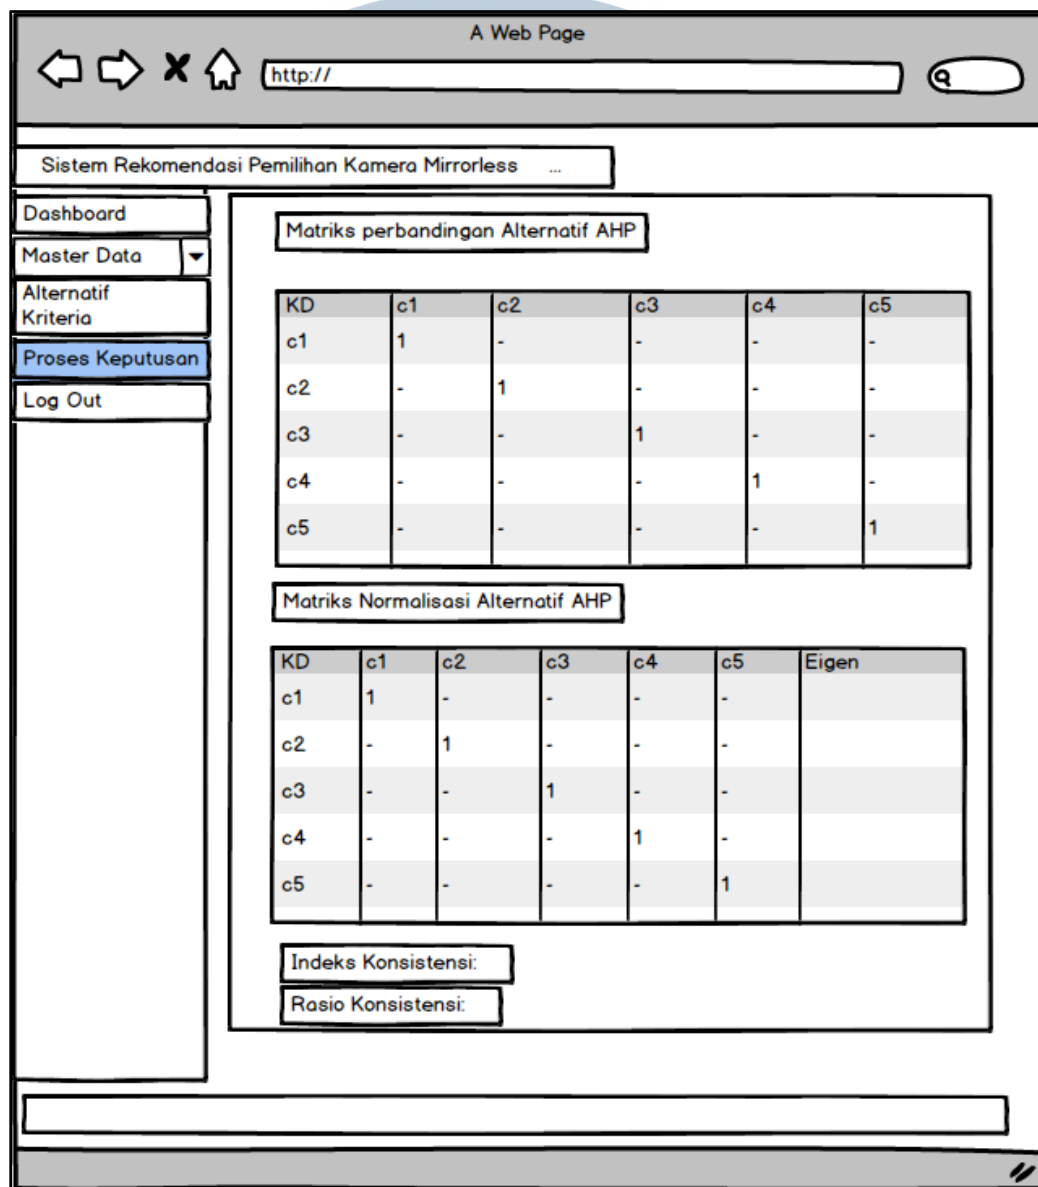 A Web Page
http://
Sistem Rekomendasi Pemilihan Kamera Mirrorless ...
Dashboard
Master Data
Alternatif
Kriteria
Proses Keputusan
Log Out
Matriks perbandingan Alternatif AHP
KD c1 c2 c3 c4 c5
c1 1 - - - -
c2 - 1 - - -
c3 - - 1 - -
c4 - - - 1 -
c5 - - - - 1
Matriks Normalisasi Alternatif AHP
KD c1 c2 c3 c4 c5 Eigen
c1 1 - - - -
c2 - 1 - - -
c3 - - 1 - -
c4 - - - 1 -
c5 - - - - 1
Indeks Konsistensi:
Rasio Konsistensi: